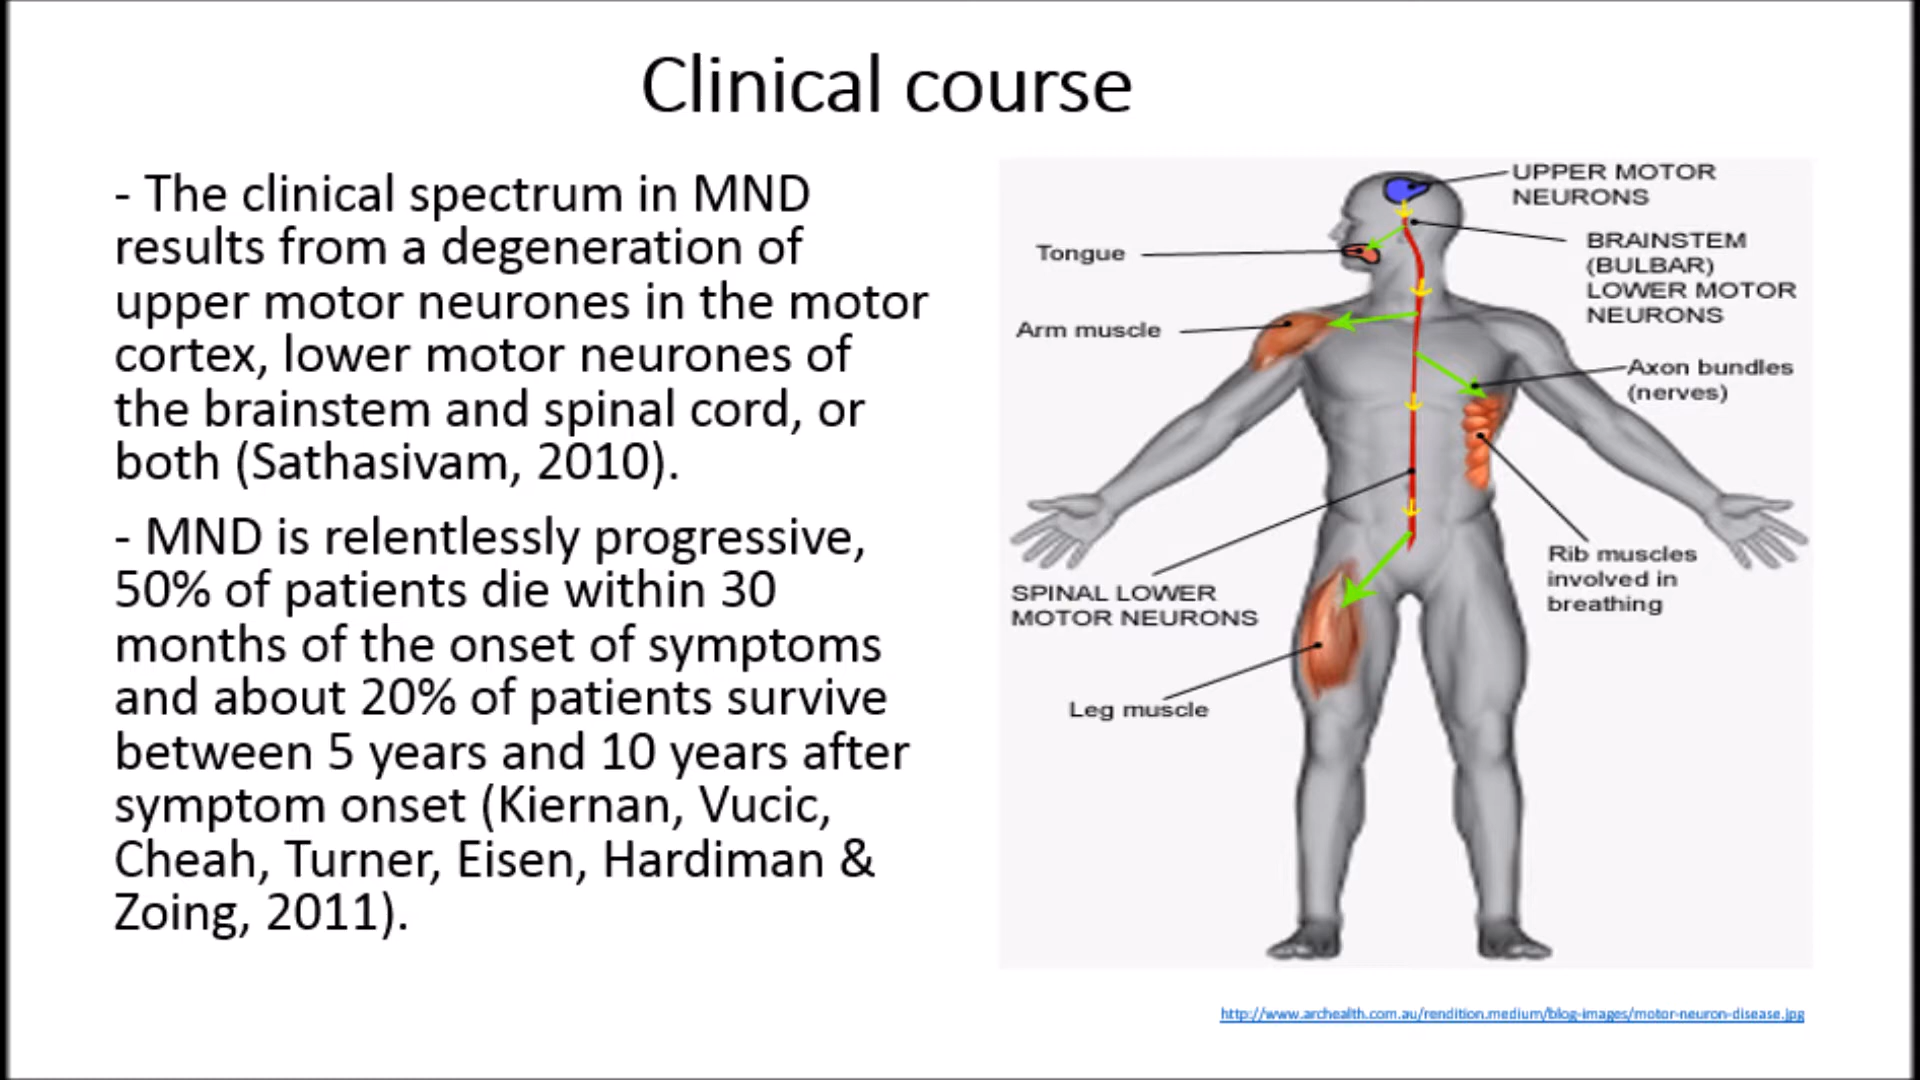 Clinical course
- The clinical spectrum in MND
results from a degeneration of
upper motor neurones in the motor
cortex, lower motor neurones of
the brainstem and spinal cord, or
both (Sathasivam, 2010).
- MND is relentlessly progressive,
50% of patients die within 30
months of the onset of symptoms
and about 20% of patients survive
between 5 years and 10 years after
symptom onset (Kiernan, Vucic,
Cheah, Turner, Eisen, Hardiman &
Zoing, 2011).
UPPER MOTOR
NEURONS
BRAINSTEM
(BULBAR)
LOWER MOTOR
NEURONS
Tongue
Arm muscle
Axon bundles
(nerves)
Rib muscles
involved in
breathing
SPINAL LOWER
MOTOR NEURONS
Leg muscle
http://www.archealth.com.au/rendition.medium/blog-images/motor-neuron-disease.jpg